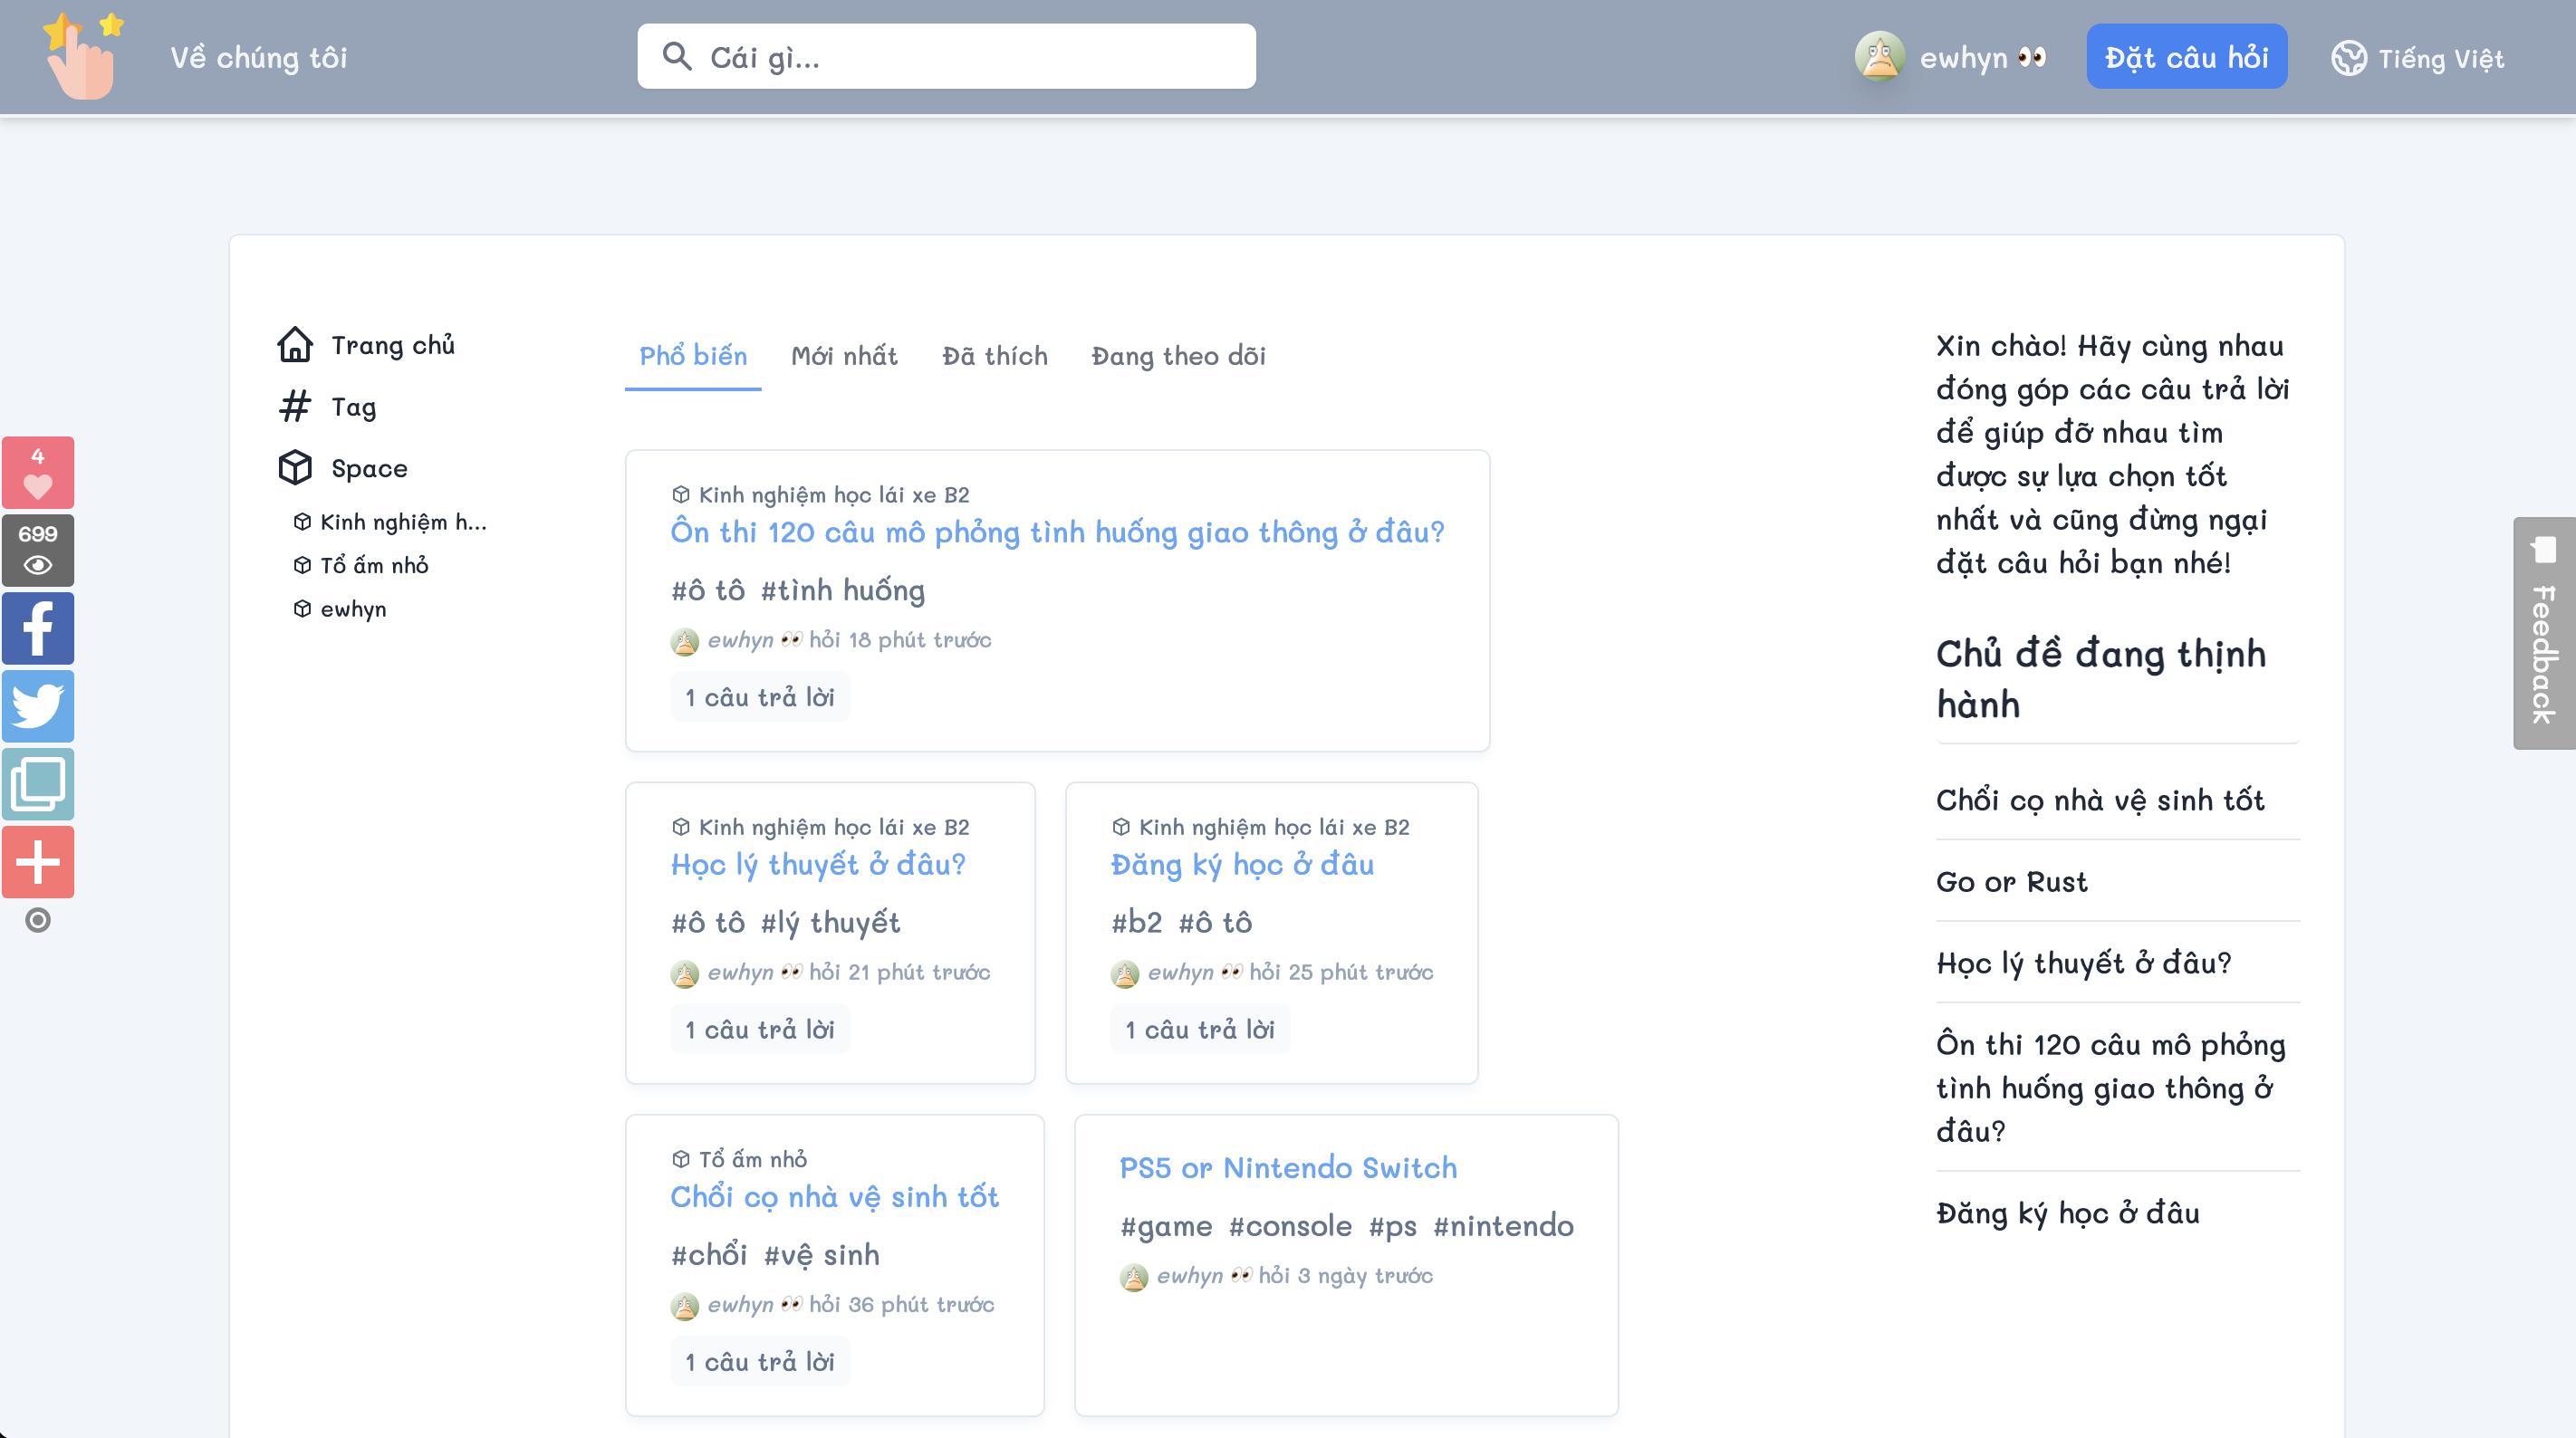 Về chúng tôi
Cái gì...
ewhyn 👀
Đặt câu hỏi
Tiếng Việt
4
699
Trang chủ
Tag
Space
Kinh nghiệm h...
Tổ ấm nhỏ
ewhyn
Phổ biến
Mới nhất
Đã thích
Đang theo dõi
Kinh nghiệm học lái xe B2
Ôn thi 120 câu mô phỏng tình huống giao thông ở đâu?
#ô tô #tình huống
ewhyn 👀 hỏi 18 phút trước
1 câu trả lời
Kinh nghiệm học lái xe B2
Học lý thuyết ở đâu?
#ô tô #lý thuyết
ewhyn 👀 hỏi 21 phút trước
1 câu trả lời
Kinh nghiệm học lái xe B2
Đăng ký học ở đâu
#b2 #ô tô
ewhyn 👀 hỏi 25 phút trước
1 câu trả lời
Tổ ấm nhỏ
Chổi cọ nhà vệ sinh tốt
#chổi #vệ sinh
ewhyn 👀 hỏi 36 phút trước
1 câu trả lời
PS5 or Nintendo Switch
#game #console #ps #nintendo
ewhyn 👀 hỏi 3 ngày trước
Xin chào! Hãy cùng nhau
đóng góp các câu trả lời
để giúp đỡ nhau tìm
được sự lựa chọn tốt
nhất và cũng đừng ngại
đặt câu hỏi bạn nhé!
Chủ đề đang thịnh
hành
Chổi cọ nhà vệ sinh tốt
Go or Rust
Học lý thuyết ở đâu?
Ôn thi 120 câu mô phỏng
tình huống giao thông ở
đâu?
Đăng ký học ở đâu
Feedback